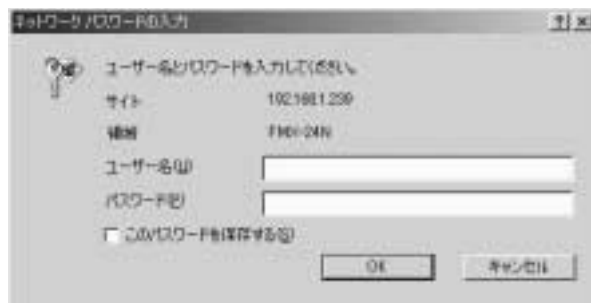 ネットワーク パスワードの入力
ユーザー名とパスワードを入力してください。
サイト 192.168.1.239
領域 FMX-24N
ユーザー名(U)
パスワード(P)
このパスワードを保存する(S)
OK キャンセル